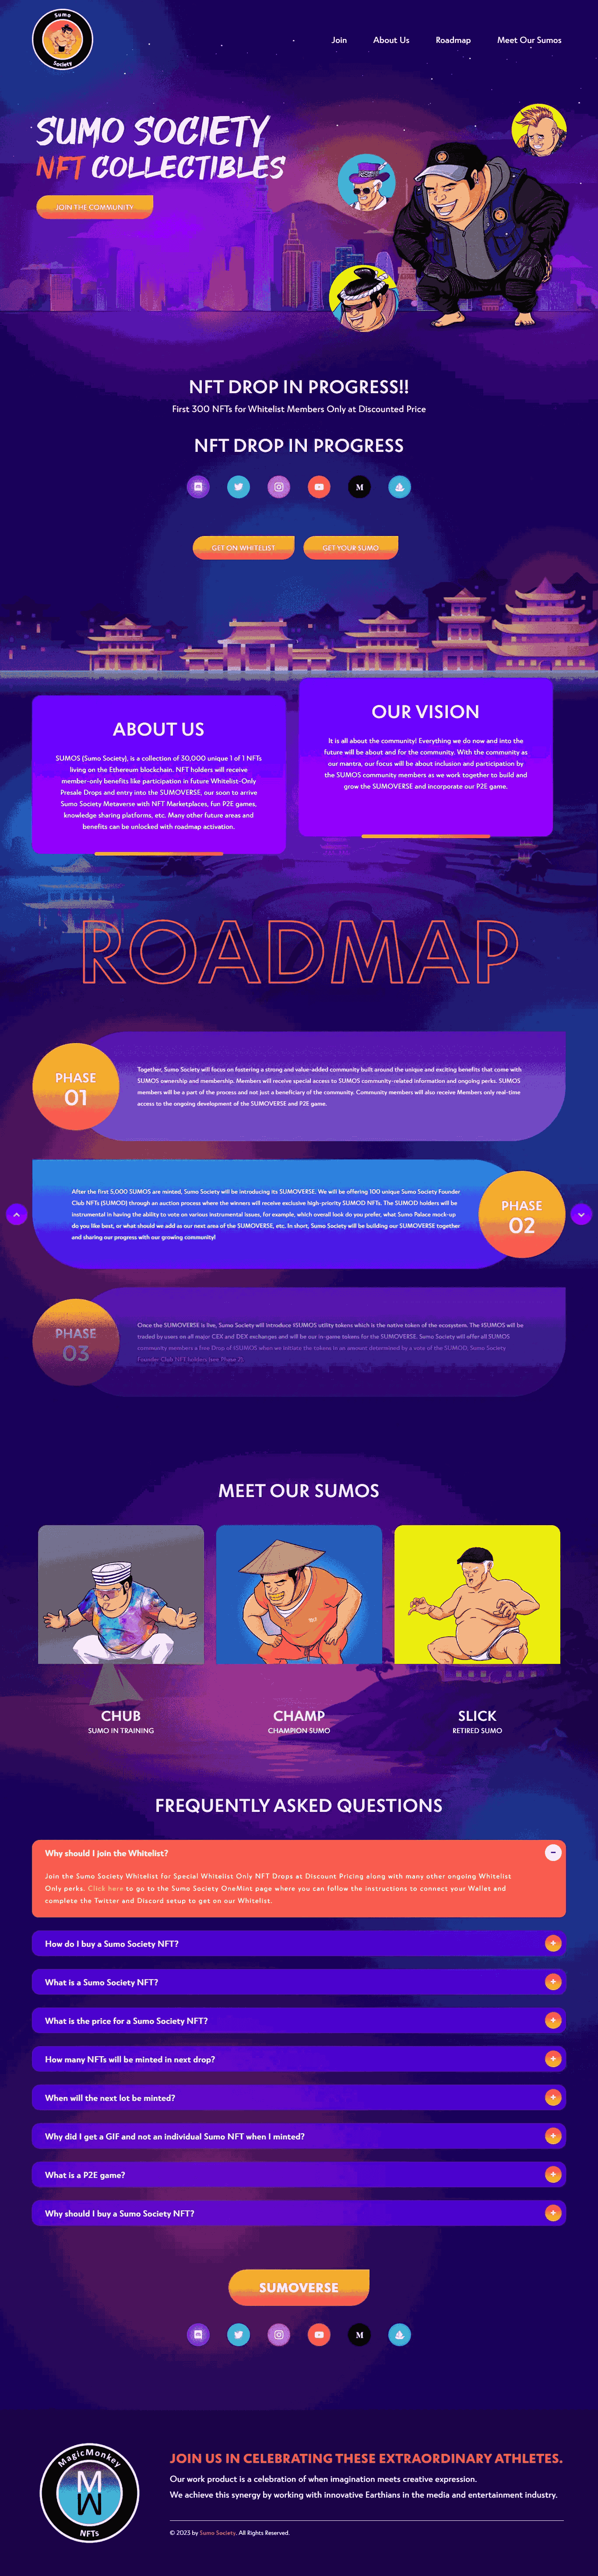 Sumo
Society
Join
About Us
Roadmap
Meet Our Sumos
SUMO SOCIETY
NFT COLLECTIBLES
JOIN THE COMMUNITY
NFT DROP IN PROGRESS!!
First 300 NFTs for Whitelist Members Only at Discounted Price
NFT DROP IN PROGRESS
M
GET ON WHITELIST
GET YOUR SUMO
ABOUT US
SUMOS (Sumo Society), is a collection of 30,000 unique 1 of 1 NFTs
living on the Ethereum blockchain. NFT holders will receive
member-only benefits like participation in future Whitelist-Only
Presale Drops and entry into the SUMOVERSE, our soon to arrive
Sumo Society Metaverse with NFT Marketplaces, fun P2E games,
knowledge sharing platforms, etc. Many other future areas and
benefits can be unlocked with roadmap activation.
OUR VISION
It is all about the community! Everything we do now and into the
future will be about and for the community. With the community as
our mantra, our focus will be about inclusion and participation by
the SUMOS community members as we work together to build and
grow the SUMOVERSE and incorporate our P2E game.
ROADMAP
PHASE
01
Together, Sumo Society will focus on fostering a strong and value-added community built around the unique and exciting benefits that come with
SUMOS ownership and membership. Members will receive special access to SUMOS community-related information and ongoing perks. SUMOS
members will be a part of the process and not just a beneficiary of the community. Community members will also receive Members only real-time
access to the ongoing development of the SUMOVERSE and P2E game.
After the first 5,000 SUMOS are minted, Sumo Society will be introducing its SUMOVERSE. We will be offering 100 unique Sumo Society Founder
Club NFTs (SUMOD) through an auction process where the winners will receive exclusive high-priority SUMOD NFTs. The SUMOD holders will be
instrumental in having the ability to vote on various instrumental issues, for example, which overall look do you prefer, what Sumo Palace mock-up
do you like best, or what should we add as our next area of the SUMOVERSE, etc. In short, Sumo Society will be building our SUMOVERSE together
and sharing our progress with our growing community!
PHASE
02
PHASE
03
Once the SUMOVERSE is live, Sumo Society will introduce $SUMOS utility tokens which is the native token of the ecosystem. The $SUMOS will be
traded by users on all major CEX and DEX exchanges and will be our in-game tokens for the SUMOVERSE. Sumo Society will offer all SUMOS
community members a free Drop of $SUMOS when we initiate the tokens in an amount determined by a vote of the SUMOD, Sumo Society
Founder Club NFT holders (see Phase 2).
MEET OUR SUMOS
CHUB
SUMO IN TRAINING
CHAMP
CHAMPION SUMO
SLICK
RETIRED SUMO
FREQUENTLY ASKED QUESTIONS
Why should I join the Whitelist?
Join the Sumo Society Whitelist for Special Whitelist Only NFT Drops at Discount Pricing along with many other ongoing Whitelist
Only perks. Click here to go to the Sumo Society OneMint page where you can follow the instructions to connect your Wallet and
complete the Twitter and Discord setup to get on our Whitelist.
How do I buy a Sumo Society NFT?
What is a Sumo Society NFT?
What is the price for a Sumo Society NFT?
How many NFTs will be minted in next drop?
When will the next lot be minted?
Why did I get a GIF and not an individual Sumo NFT when I minted?
What is a P2E game?
Why should I buy a Sumo Society NFT?
SUMOVERSE
M
MagicMonkey
MM
NFTs
JOIN US IN CELEBRATING THESE EXTRAORDINARY ATHLETES.
Our work product is a celebration of when imagination meets creative expression.
We achieve this synergy by working with innovative Earthians in the media and entertainment industry.
© 2023 by Sumo Society. All Rights Reserved.